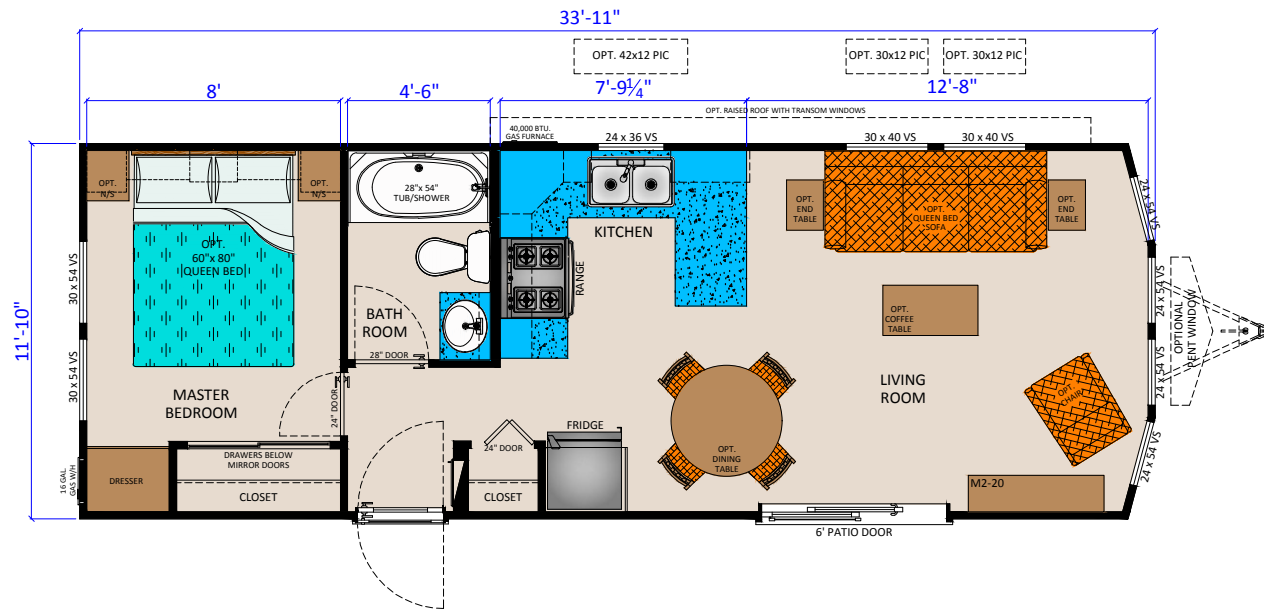 33'-11"
OPT. 42x12 PIC
OPT. 30x12 PIC
OPT. 30x12 PIC
8'
4'-6"
7'-9¼"
12'-8"
OPT. RAISED ROOF WITH TRANSOM WINDOWS
40,000 BTU.
GAS FURNACE
24 x 36 VS
30 x 40 VS
30 x 40 VS
11'-10"
OPT.
N/S
OPT.
N/S
28"x 54"
TUB/SHOWER
OPT.
END
TABLE
OPT.
QUEEN BED
SOFA
OPT.
END
TABLE
24 x 54 VS
KITCHEN
OPT.
60"x 80"
QUEEN BED
30 x 54 VS
30 x 54 VS
RANGE
24 x 54 VS
24 x 54 VS
OPTIONAL
BATH
ROOM
28" DOOR
OPT.
COFFEE
TABLE
MASTER
BEDROOM
24" DOOR
LIVING
ROOM
OPT.
CHAIR
24 x 54 VS
FRIDGE
24" DOOR
OPT.
DINING
TABLE
DRAWERS BELOW
MIRROR DOORS
16 GAL.
GAS W/H
DRESSER
CLOSET
CLOSET
M2-20
6' PATIO DOOR